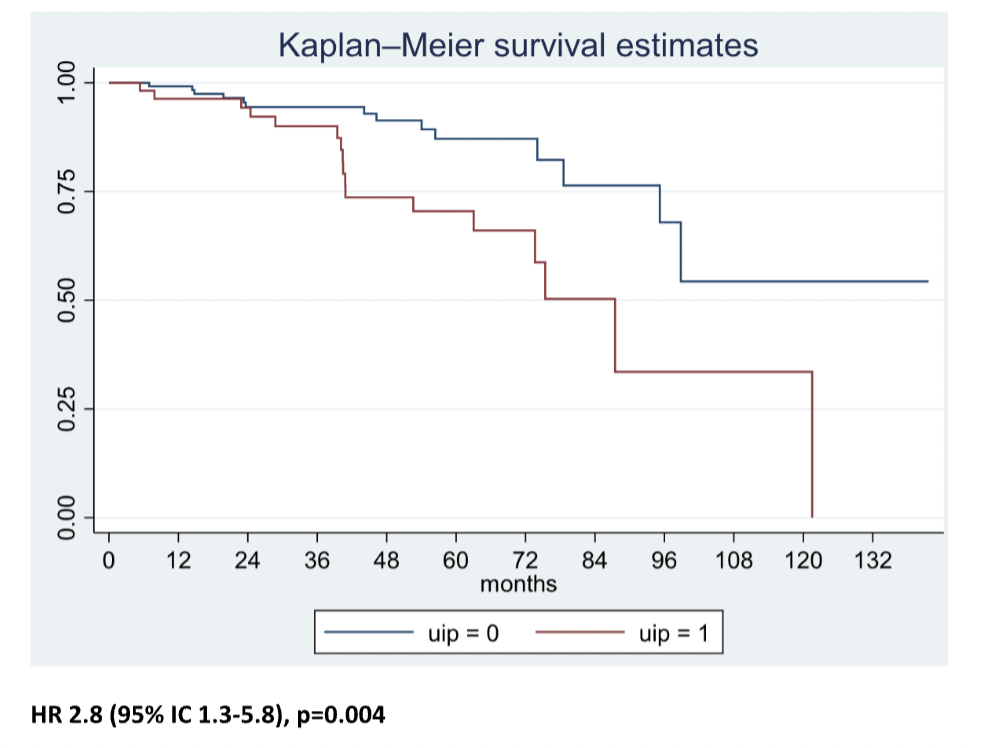 Kaplan–Meier survival estimates
1.00
0.75
0.50
0.25
0.00
0 12 24 36 48 60 72 84 96 108 120 132
months
uip = 0 uip = 1
HR 2.8 (95% IC 1.3-5.8), p=0.004